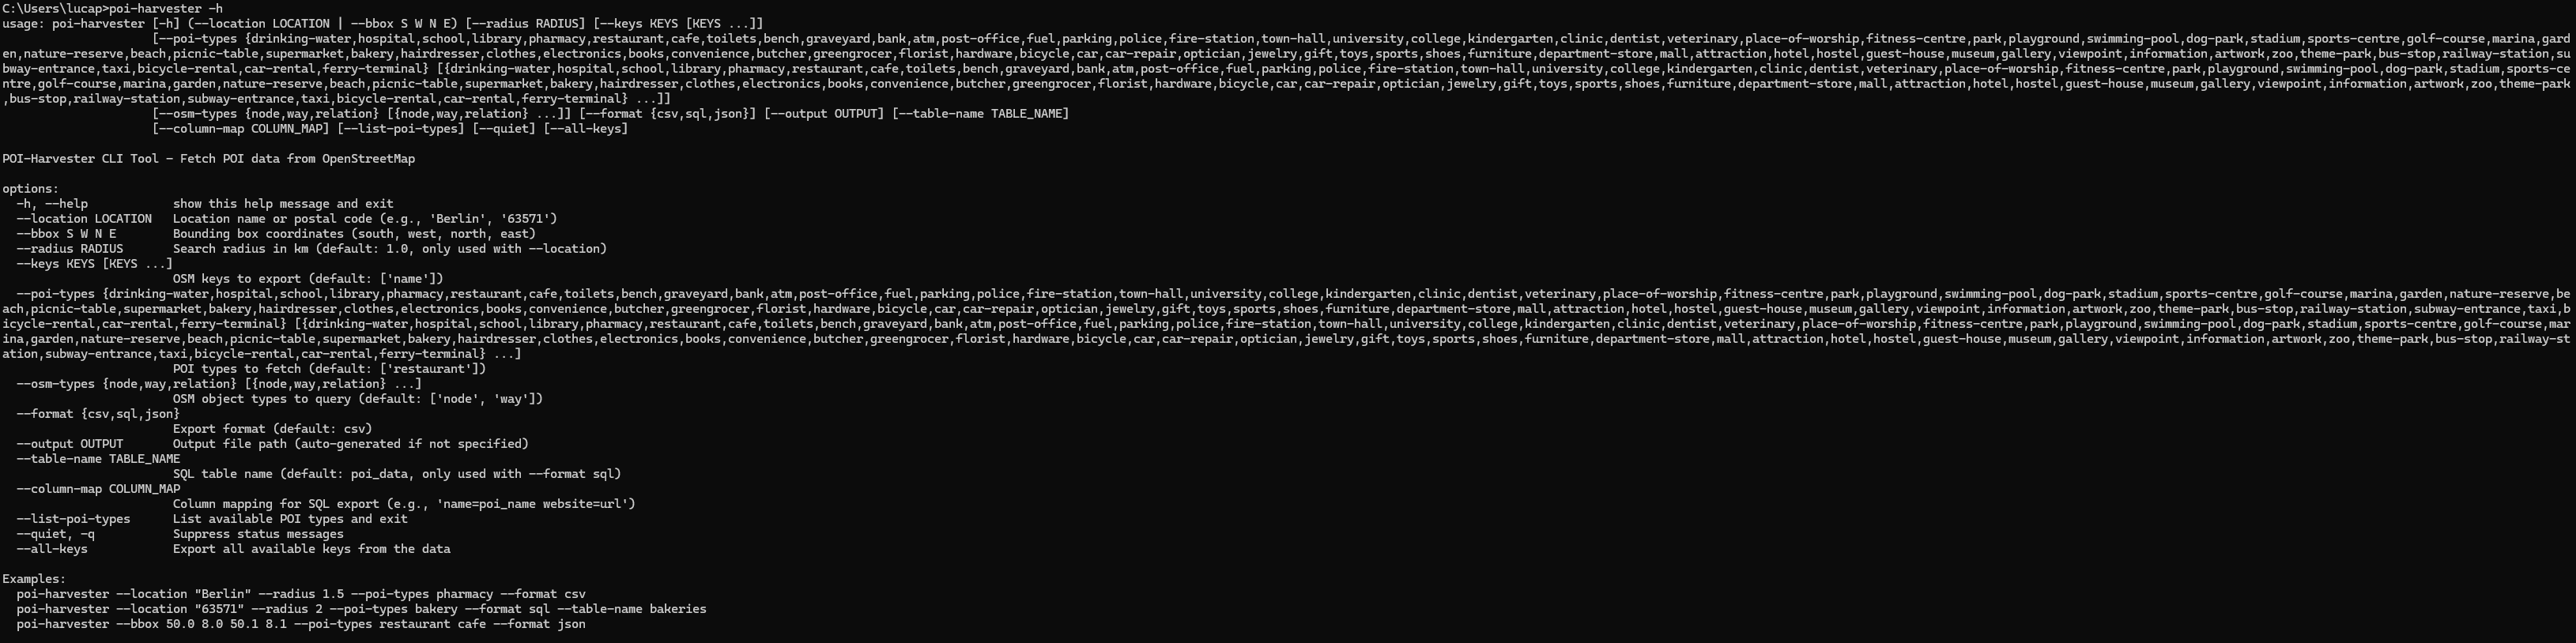 C:\Users\lucap>poi-harvester -h
usage: poi-harvester [-h] (--location LOCATION | --bbox S W N E) [--radius RADIUS] [--keys KEYS [KEYS ...]]
[--poi-types {drinking-water,hospital,school,library,pharmacy,restaurant,cafe,toilets,bench,graveyard,bank,atm,post-office,fuel,parking,police,fire-station,town-hall,university,college,kindergarten,clinic,dentist,veterinary,place-of-worship,fitness-centre,park,playground,swimming-pool,dog-park,stadium,sports-centre,golf-course,marina,gard
en,nature-reserve,beach,picnic-table,supermarket,bakery,hairdresser,clothes,electronics,books,convenience,butcher,greengrocer,florist,hardware,bicycle,car,car-repair,optician,jewelry,gift,toys,sports,shoes,furniture,department-store,mall,attraction,hotel,hostel,guest-house,museum,gallery,viewpoint,information,artwork,zoo,theme-park,bus-stop,railway-station,su
bway-entrance,taxi,bicycle-rental,car-rental,ferry-terminal} [{drinking-water,hospital,school,library,pharmacy,restaurant,cafe,toilets,bench,graveyard,bank,atm,post-office,fuel,parking,police,fire-station,town-hall,university,college,kindergarten,clinic,dentist,veterinary,place-of-worship,fitness-centre,park,playground,swimming-pool,dog-park,stadium,sports-ce
ntre,golf-course,marina,garden,nature-reserve,beach,picnic-table,supermarket,bakery,hairdresser,clothes,electronics,books,convenience,butcher,greengrocer,florist,hardware,bicycle,car,car-repair,optician,jewelry,gift,toys,sports,shoes,furniture,department-store,mall,attraction,hotel,hostel,guest-house,museum,gallery,viewpoint,information,artwork,zoo,theme-park
,bus-stop,railway-station,subway-entrance,taxi,bicycle-rental,car-rental,ferry-terminal} ...]]
[--osm-types {node,way,relation} [{node,way,relation} ...]] [--format {csv,sql,json}] [--output OUTPUT] [--table-name TABLE_NAME]
[--column-map COLUMN_MAP] [--list-poi-types] [--quiet] [--all-keys]
POI-Harvester CLI Tool - Fetch POI data from OpenStreetMap
options:
-h, --help show this help message and exit
--location LOCATION Location name or postal code (e.g., 'Berlin', '63571')
--bbox S W N E Bounding box coordinates (south, west, north, east)
--radius RADIUS Search radius in km (default: 1.0, only used with --location)
--keys KEYS [KEYS ...]
OSM keys to export (default: ['name'])
--poi-types {drinking-water,hospital,school,library,pharmacy,restaurant,cafe,toilets,bench,graveyard,bank,atm,post-office,fuel,parking,police,fire-station,town-hall,university,college,kindergarten,clinic,dentist,veterinary,place-of-worship,fitness-centre,park,playground,swimming-pool,dog-park,stadium,sports-centre,golf-course,marina,garden,nature-reserve,be
ach,picnic-table,supermarket,bakery,hairdresser,clothes,electronics,books,convenience,butcher,greengrocer,florist,hardware,bicycle,car,car-repair,optician,jewelry,gift,toys,sports,shoes,furniture,department-store,mall,attraction,hotel,hostel,guest-house,museum,gallery,viewpoint,information,artwork,zoo,theme-park,bus-stop,railway-station,subway-entrance,taxi,b
icycle-rental,car-rental,ferry-terminal} [{drinking-water,hospital,school,library,pharmacy,restaurant,cafe,toilets,bench,graveyard,bank,atm,post-office,fuel,parking,police,fire-station,town-hall,university,college,kindergarten,clinic,dentist,veterinary,place-of-worship,fitness-centre,park,playground,swimming-pool,dog-park,stadium,sports-centre,golf-course,mar
ina,garden,nature-reserve,beach,picnic-table,supermarket,bakery,hairdresser,clothes,electronics,books,convenience,butcher,greengrocer,florist,hardware,bicycle,car,car-repair,optician,jewelry,gift,toys,sports,shoes,furniture,department-store,mall,attraction,hotel,hostel,guest-house,museum,gallery,viewpoint,information,artwork,zoo,theme-park,bus-stop,railway-st
ation,subway-entrance,taxi,bicycle-rental,car-rental,ferry-terminal} ...]
POI types to fetch (default: ['restaurant'])
--osm-types {node,way,relation} [{node,way,relation} ...]
OSM object types to query (default: ['node', 'way'])
--format {csv,sql,json}
Export format (default: csv)
--output OUTPUT Output file path (auto-generated if not specified)
--table-name TABLE_NAME
SQL table name (default: poi_data, only used with --format sql)
--column-map COLUMN_MAP
Column mapping for SQL export (e.g., 'name=poi_name website=url')
--list-poi-types List available POI types and exit
--quiet, -q Suppress status messages
--all-keys Export all available keys from the data
Examples:
poi-harvester --location "Berlin" --radius 1.5 --poi-types pharmacy --format csv
poi-harvester --location "63571" --radius 2 --poi-types bakery --format sql --table-name bakeries
poi-harvester --bbox 50.0 8.0 50.1 8.1 --poi-types restaurant cafe --format json